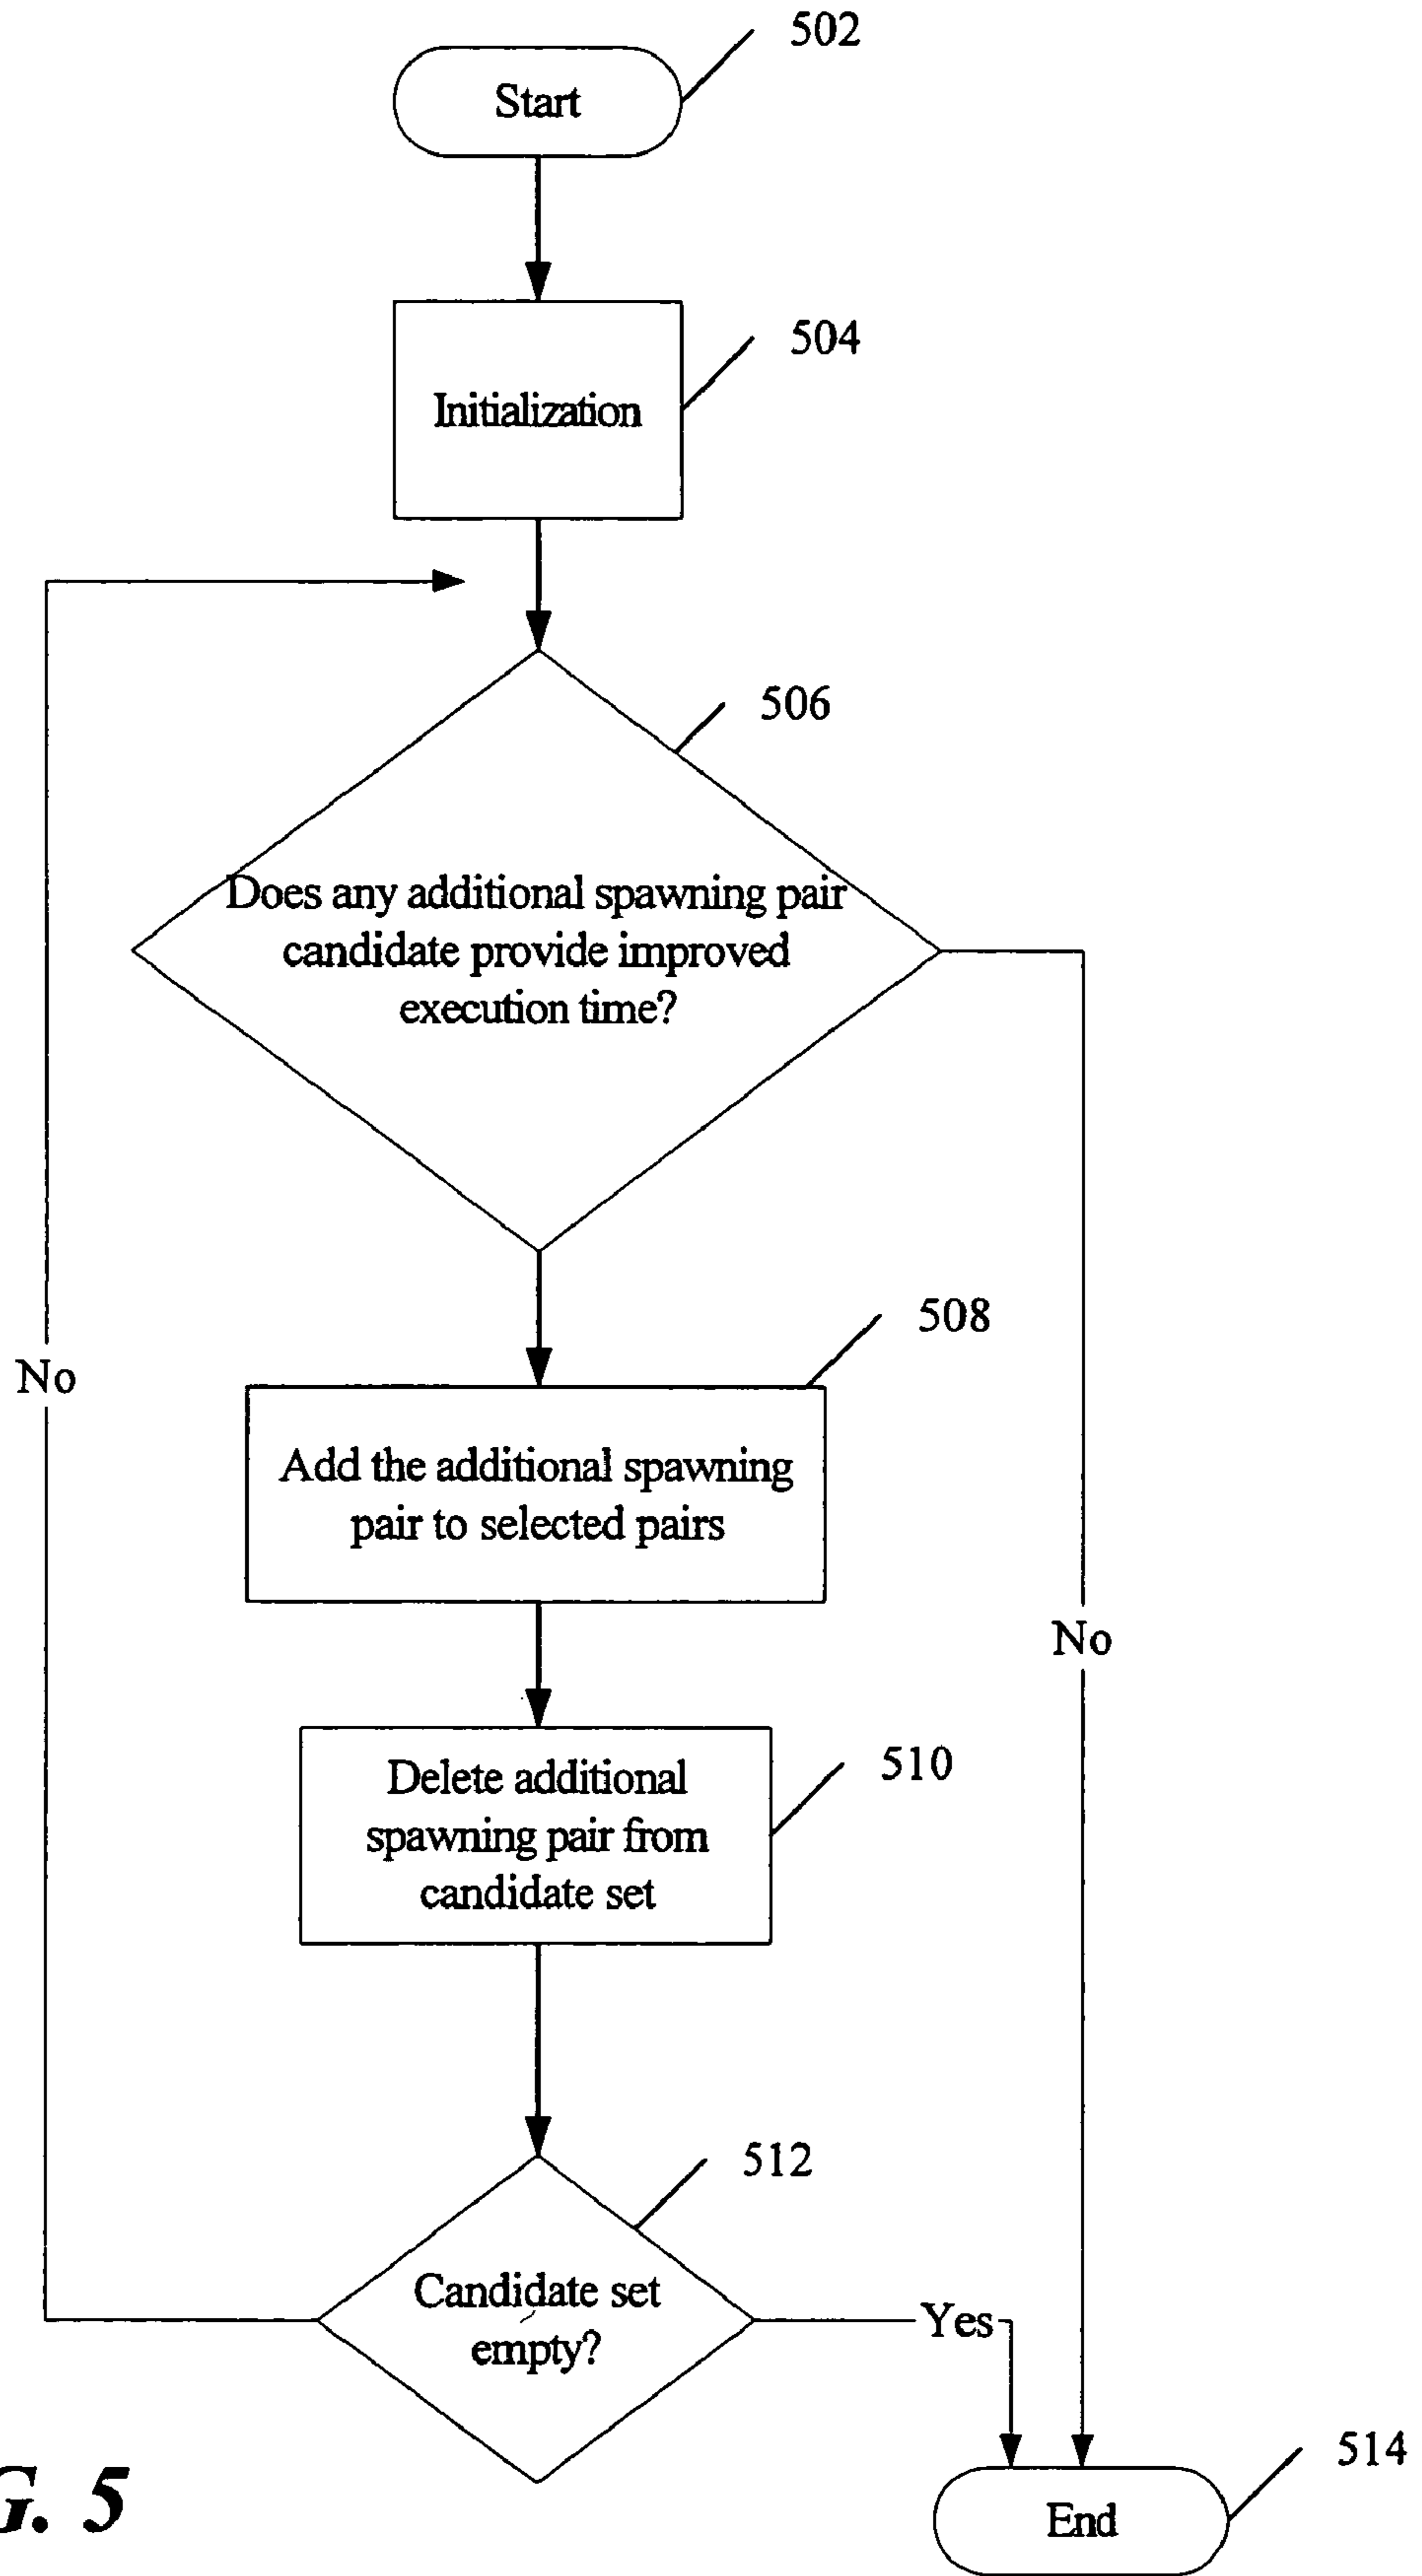 502
Start
504
Initialization
506
Does any additional spawning pair
candidate provide improved
execution time?
508
No
Add the additional spawning
pair to selected pairs
No
510
Delete additional
spawning pair from
candidate set
512
Candidate set
empty?
Yes
514
G. 5
End